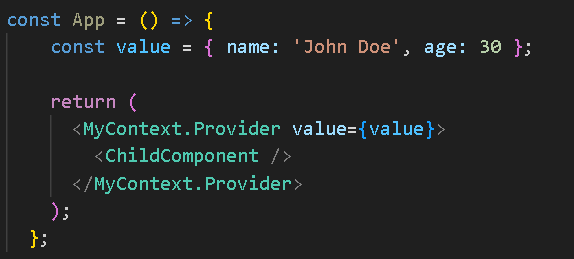 const App = () => {
    const value = { name: 'John Doe', age: 30 };

    return (
      <MyContext.Provider value={value}>
        <ChildComponent />
      </MyContext.Provider>
    );
  };